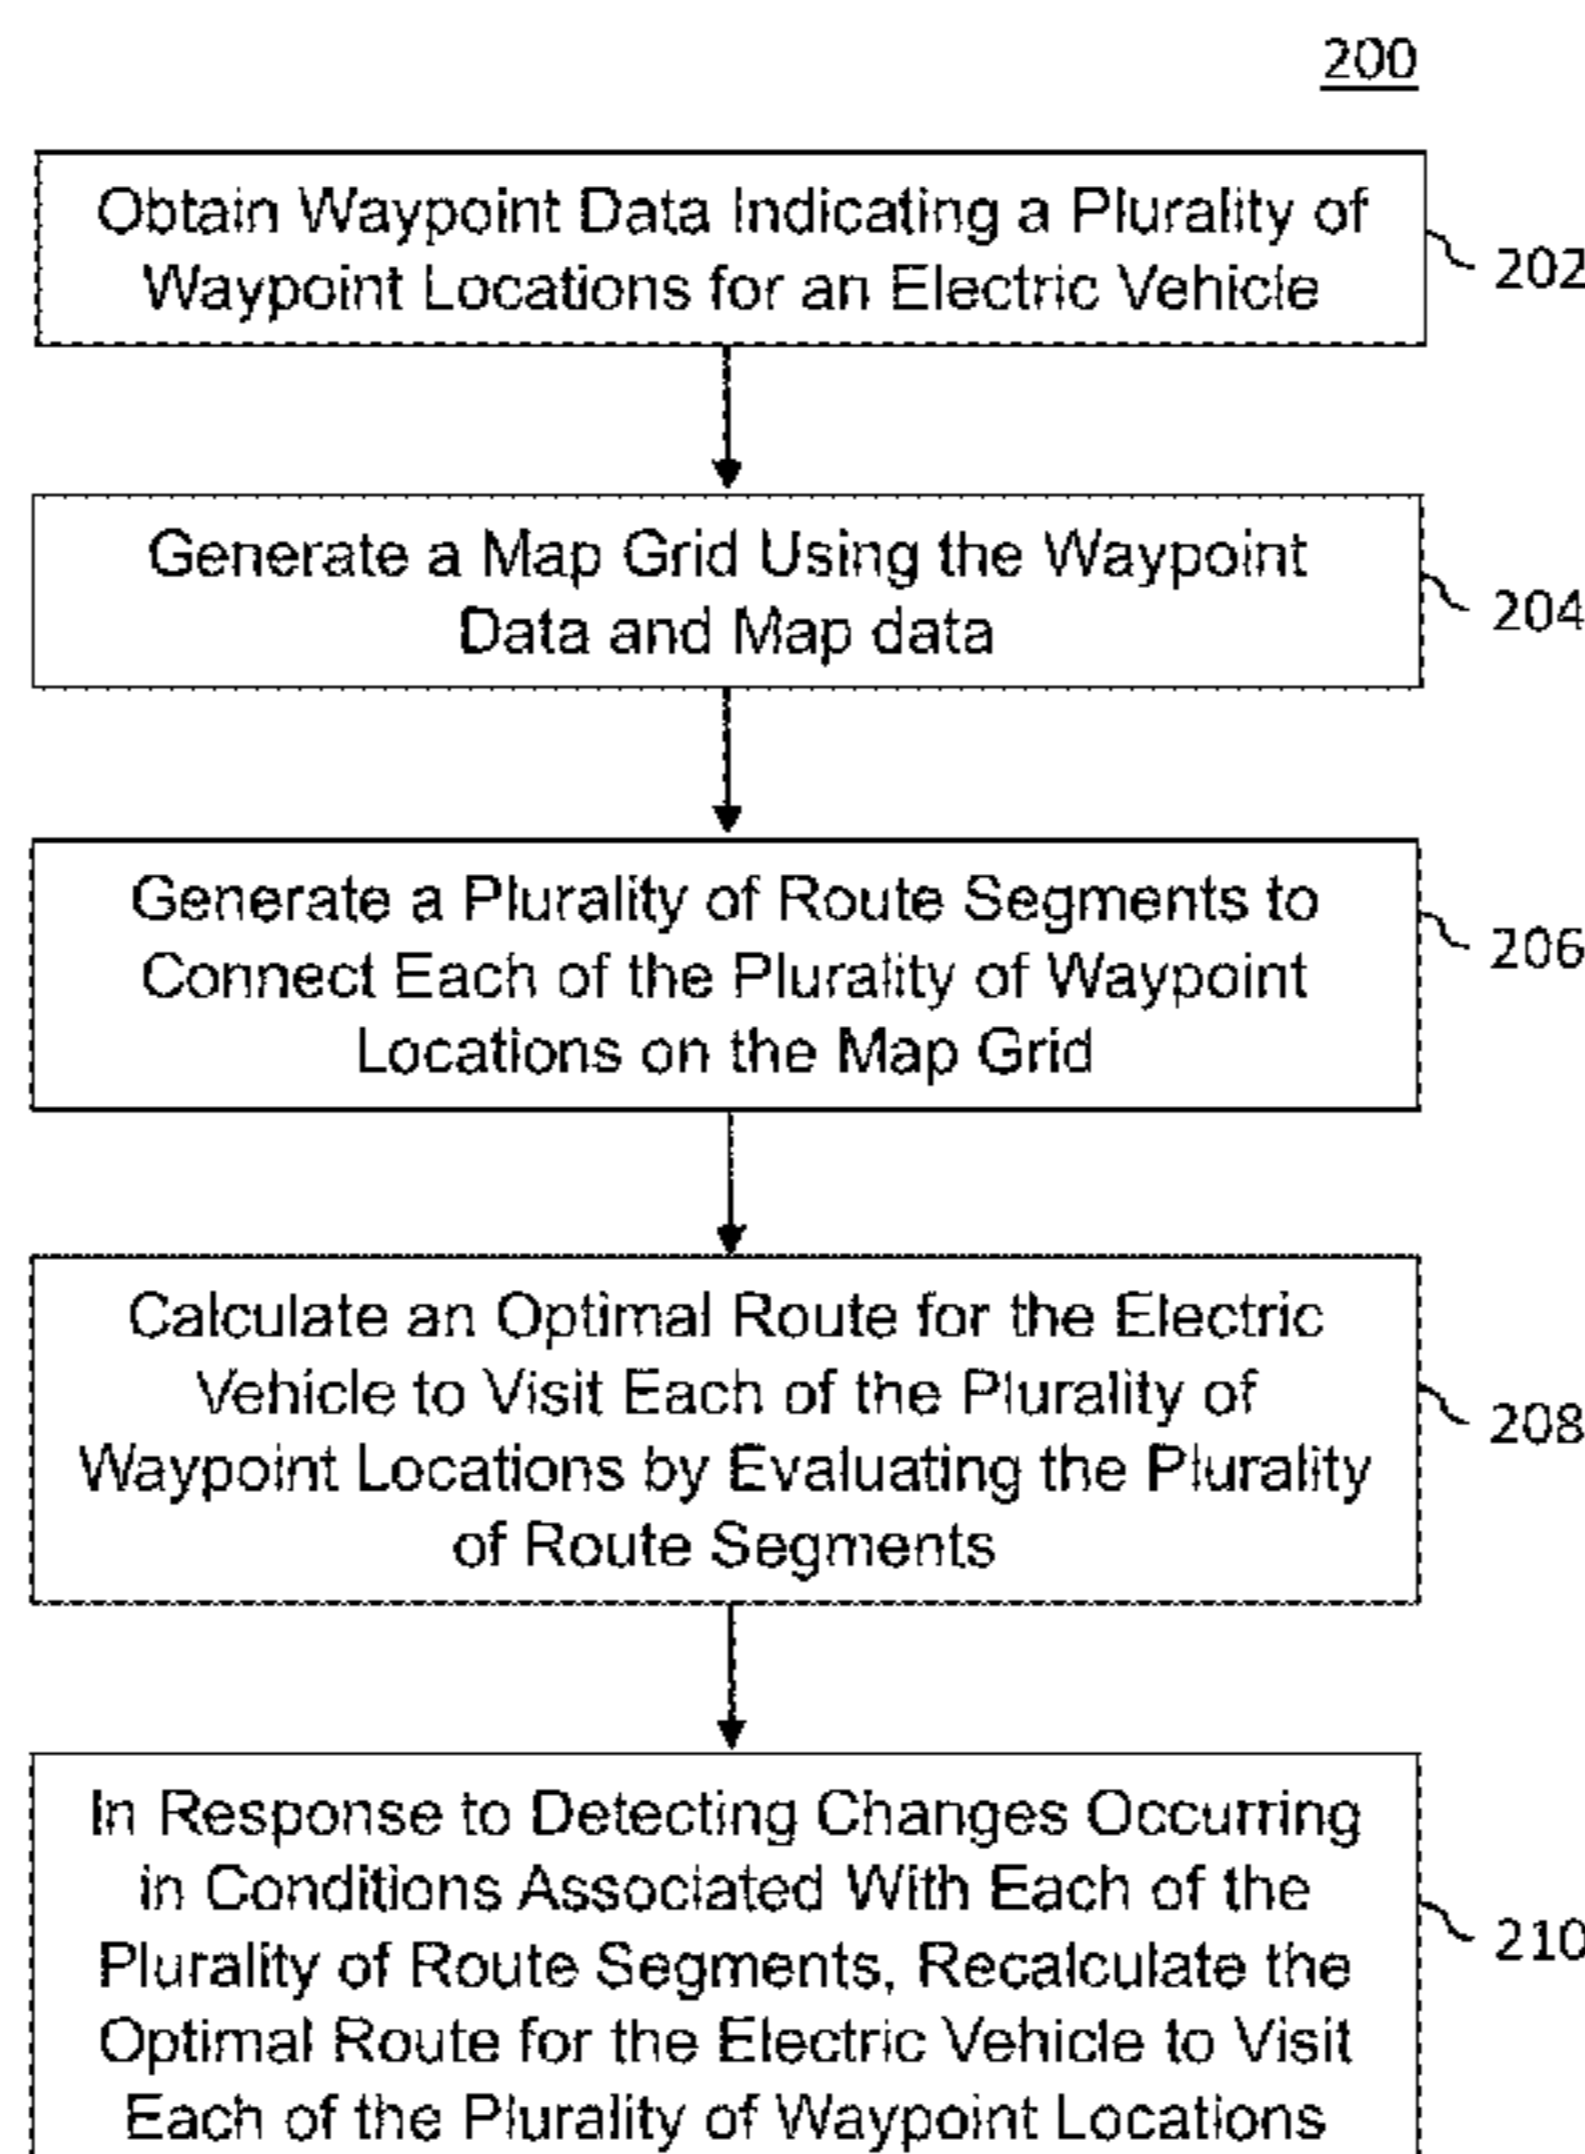 200
Obtain Waypoint Data Indicating a Plurality of
Waypoint Locations for an Electric Vehicle
202
Generate a Map Grid Using the Waypoint
Data and Map data
204
Generate a Plurality of Route Segments to
Connect Each of the Plurality of Waypoint
Locations on the Map Grid
206
Calculate an Optimal Route for the Electric
Vehicle to Visit Each of the Plurality of
Waypoint Locations by Evaluating the Plurality
of Route Segments
208
In Response to Detecting Changes Occurring
in Conditions Associated With Each of the
Plurality of Route Segments, Recalculate the
Optimal Route for the Electric Vehicle to Visit
Each of the Plurality of Waypoint Locations
210